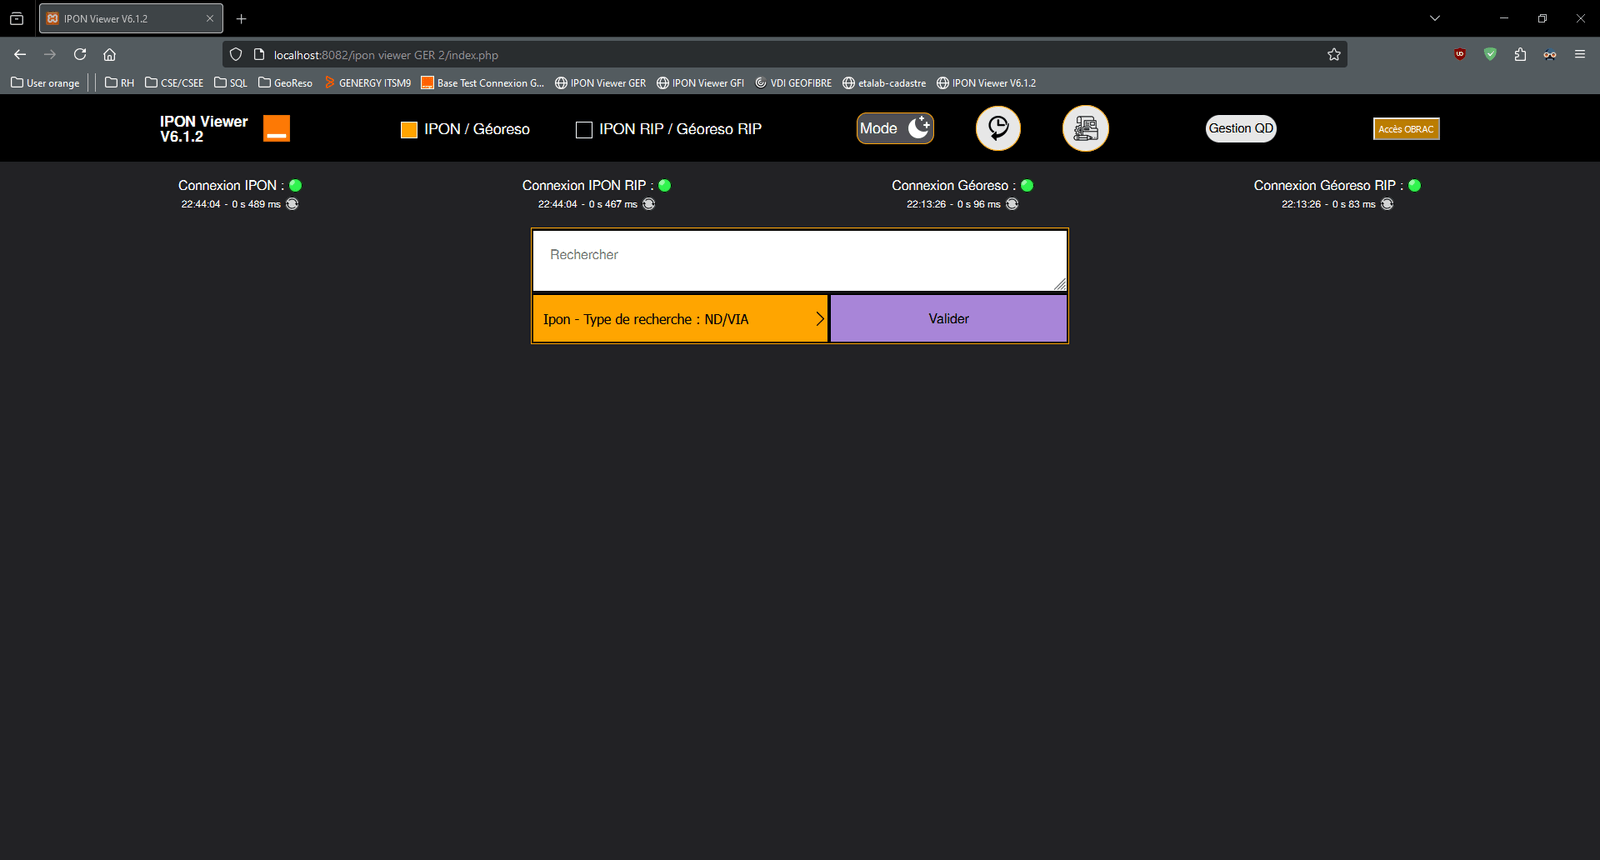 IPON Viewer V6.1.2
localhost:8082/ipon viewer GER 2/index.php
User orange RH CSE/CSEE SQL GeoReso GENERGY ITSM9 Base Test Connexion G... IPON Viewer GER IPON Viewer GFI VDI GEOFIBRE etalab-cadastre IPON Viewer V6.1.2
IPON Viewer
V6.1.2
IPON / Géoreso
IPON RIP / Géoreso RIP
Mode
Gestion QD
Accès OBRAC
Connexion IPON :
22:44:04 - 0 s 489 ms
Connexion IPON RIP :
22:44:04 - 0 s 467 ms
Connexion Géoreso :
22:13:26 - 0 s 96 ms
Connexion Géoreso RIP :
22:13:26 - 0 s 83 ms
Rechercher
Ipon - Type de recherche : ND/VIA
Valider